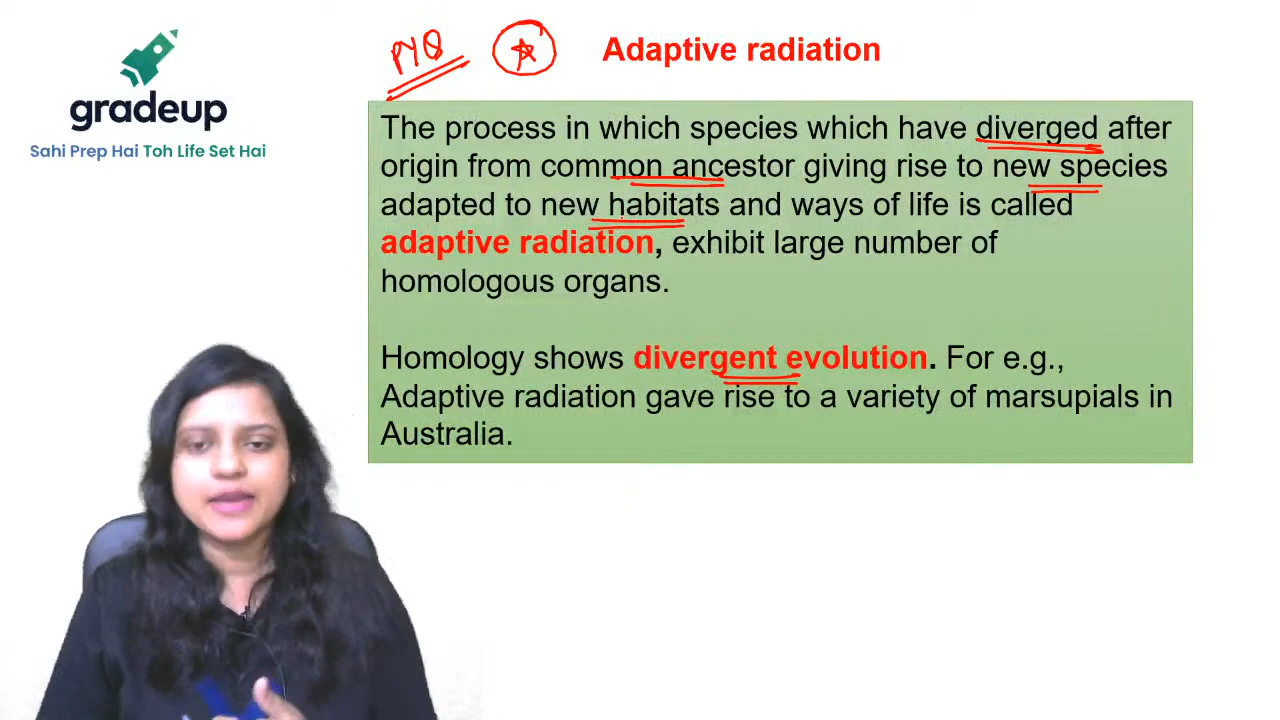 PYQ
Adaptive radiation
gradeup
Sahi Prep Hai Toh Life Set Hai
The process in which species which have diverged after
origin from common ancestor giving rise to new species
adapted to new habitats and ways of life is called
adaptive radiation, exhibit large number of
homologous organs.
Homology shows divergent evolution. For e.g.,
Adaptive radiation gave rise to a variety of marsupials in
Australia.